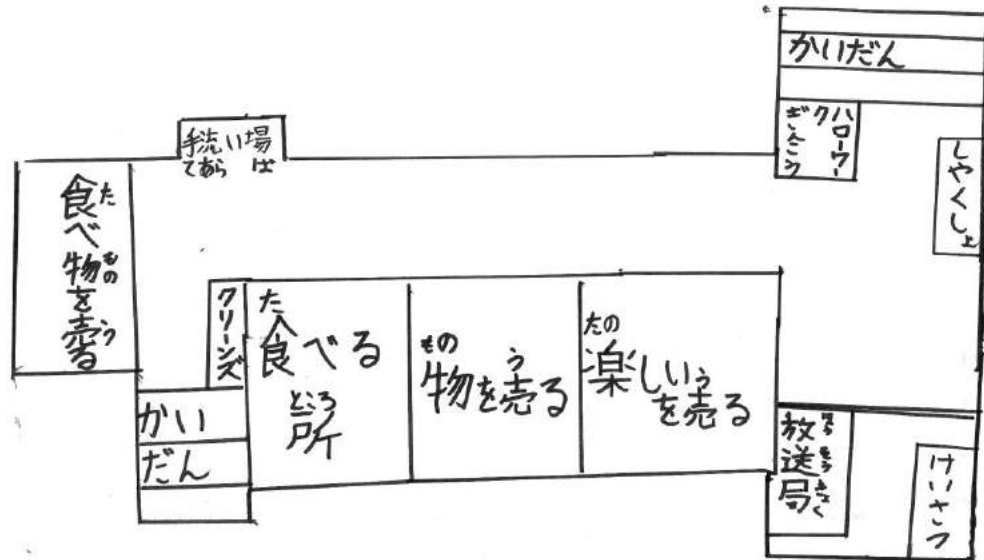 かいだん
ハローワーク
ぎんこう
しやくしょ
手洗い場
てあら ば
食べ物を売る
た もの う
クリーンズ
食べる
た
所
ところ
物を売る
もの う
楽しいを売る
たの う
かい
だん
放送局
ほうそうきょく
けいさつ